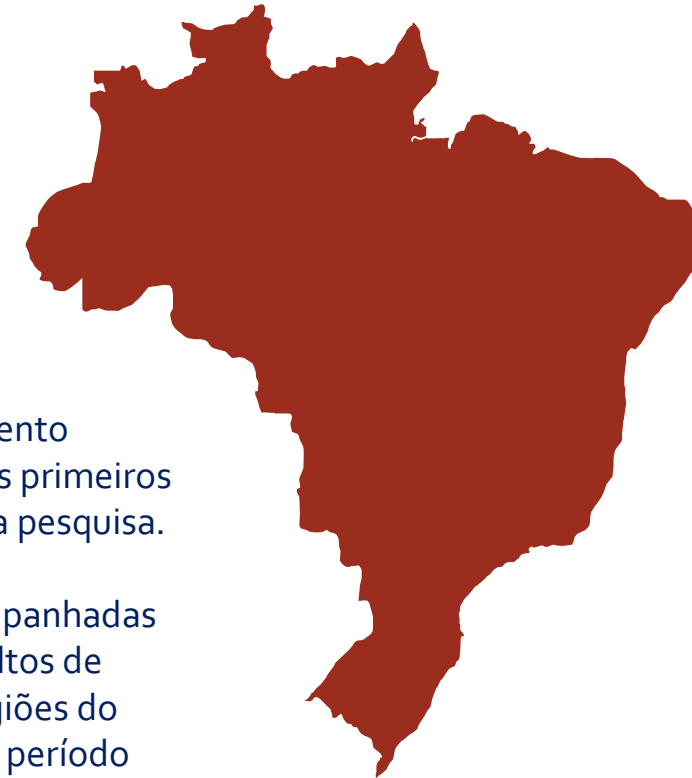 ento
s primeiros
a pesquisa.
panhadas
ltos de
giões do
período